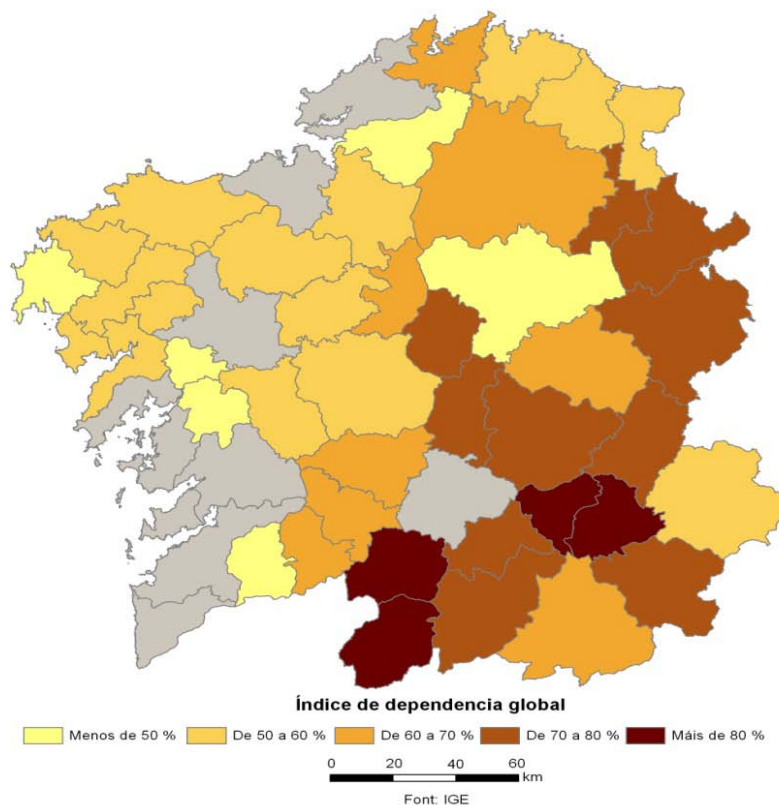 Índice de dependencia global
Menos de 50 % De 50 a 60 % De 60 a 70 % De 70 a 80 % Máis de 80 %
0 20 40 60
km
Font: IGE